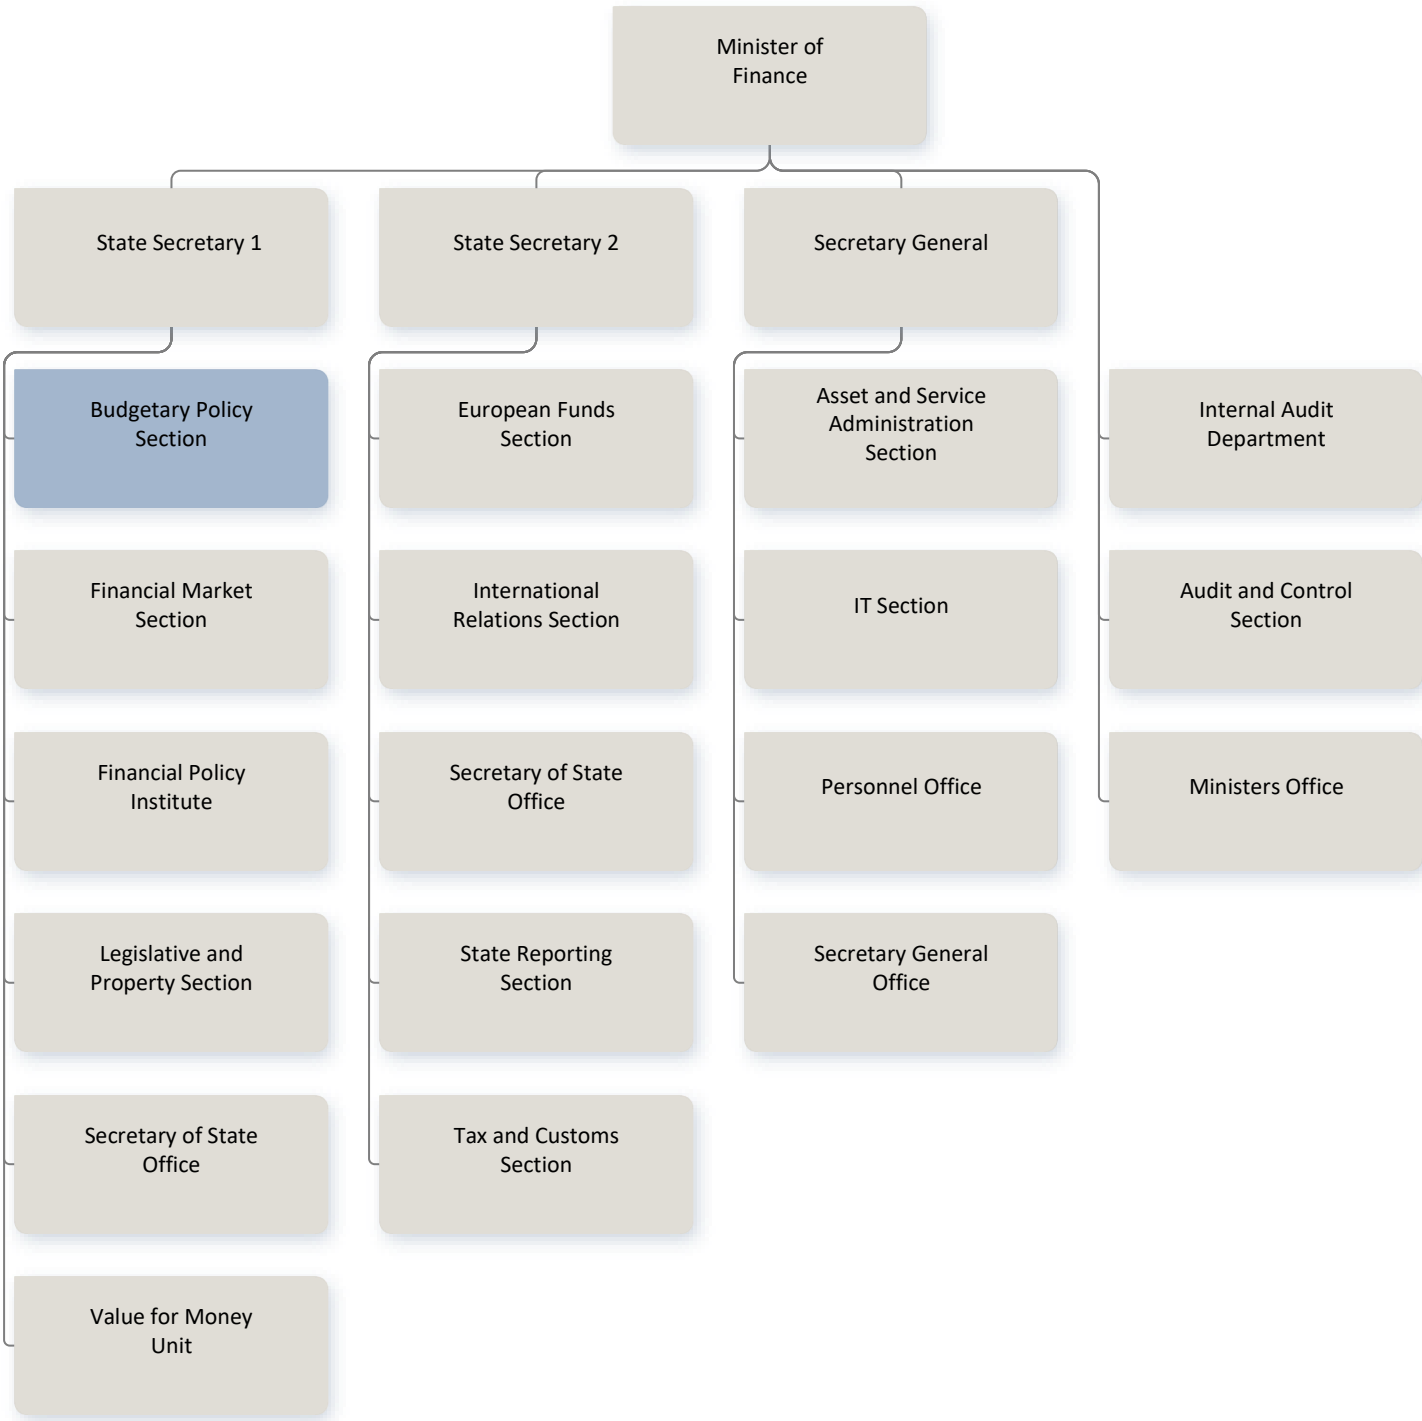 Minister of
Finance
State Secretary 1
State Secretary 2
Secretary General
Budgetary Policy
Section
European Funds
Section
Asset and Service
Administration
Section
Internal Audit
Department
Financial Market
Section
International
Relations Section
IT Section
Audit and Control
Section
Financial Policy
Institute
Secretary of State
Office
Personnel Office
Ministers Office
Legislative and
Property Section
State Reporting
Section
Secretary General
Office
Secretary of State
Office
Tax and Customs
Section
Value for Money
Unit